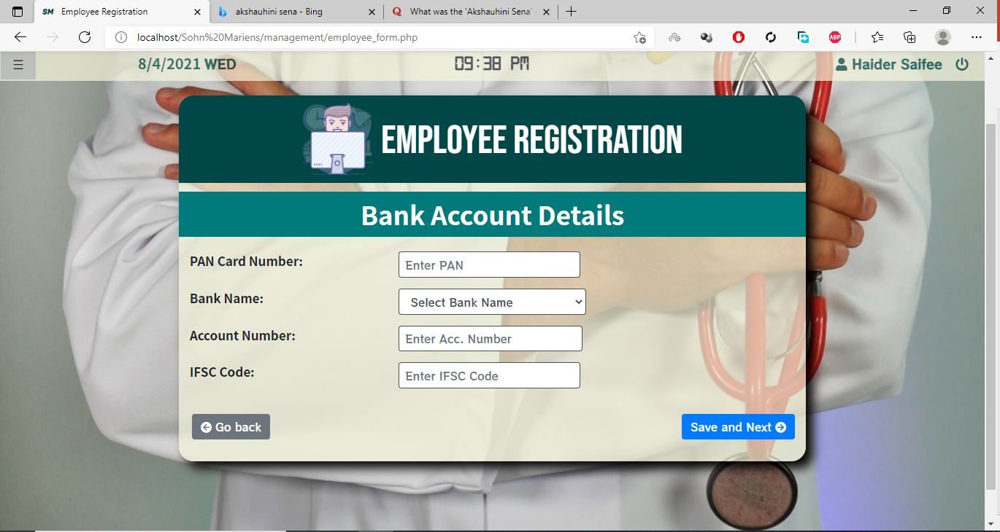 SM Employee Registration
akshauhini sena - Bing
What was the 'Akshauhini Sena'
localhost/Sohn%20Mariens/management/employee_form.php
ABP
8/4/2021 WED
09:38 PM
Haider Saifee
EMPLOYEE REGISTRATION
Bank Account Details
PAN Card Number:
Enter PAN
Bank Name:
Select Bank Name
Account Number:
Enter Acc. Number
IFSC Code:
Enter IFSC Code
Go back
Save and Next